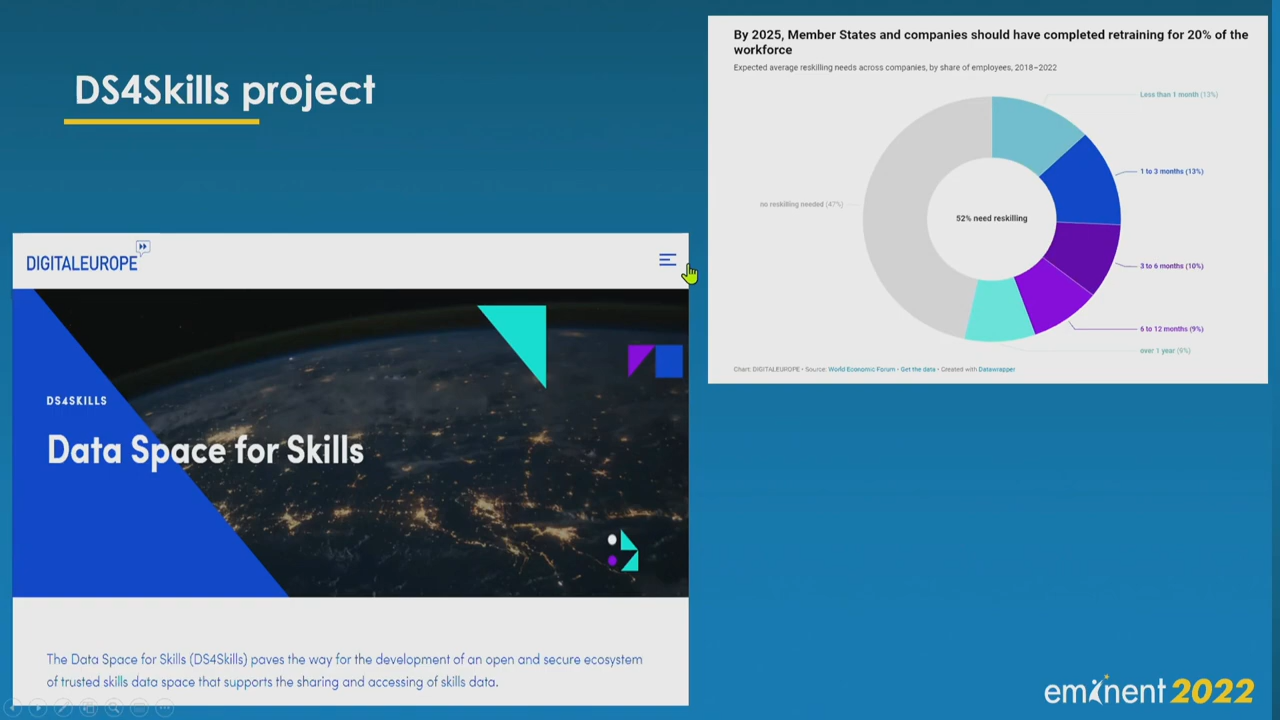 DS4Skills project
By 2025, Member States and companies should have completed retraining for 20% of the
workforce
Expected average reskilling needs across companies, by share of employees, 2018–2022
Less than 1 month (13%)
1 to 3 months (13%)
no reskilling needed (47%)
52% need reskilling
3 to 6 months (10%)
6 to 12 months (9%)
over 1 year (9%)
Chart: DIGITALEUROPE • Source: World Economic Forum • Get the data • Created with Datawrapper
DIGITALEUROPE
DS4SKILLS
Data Space for Skills
The Data Space for Skills (DS4Skills) paves the way for the development of an open and secure ecosystem
of trusted skills data space that supports the sharing and accessing of skills data.
eminent 2022